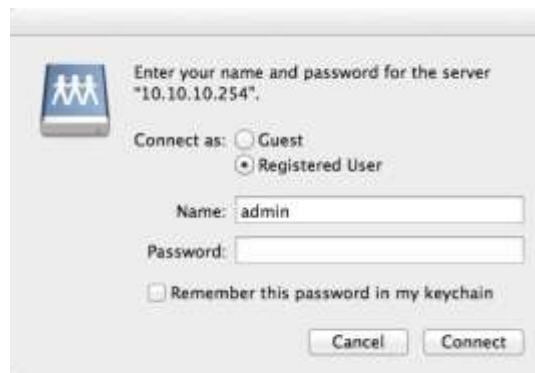 Enter your name and password for the server
"10.10.10.254".
Connect as: Guest
Registered User
Name: admin
Password:
Remember this password in my keychain
Cancel Connect